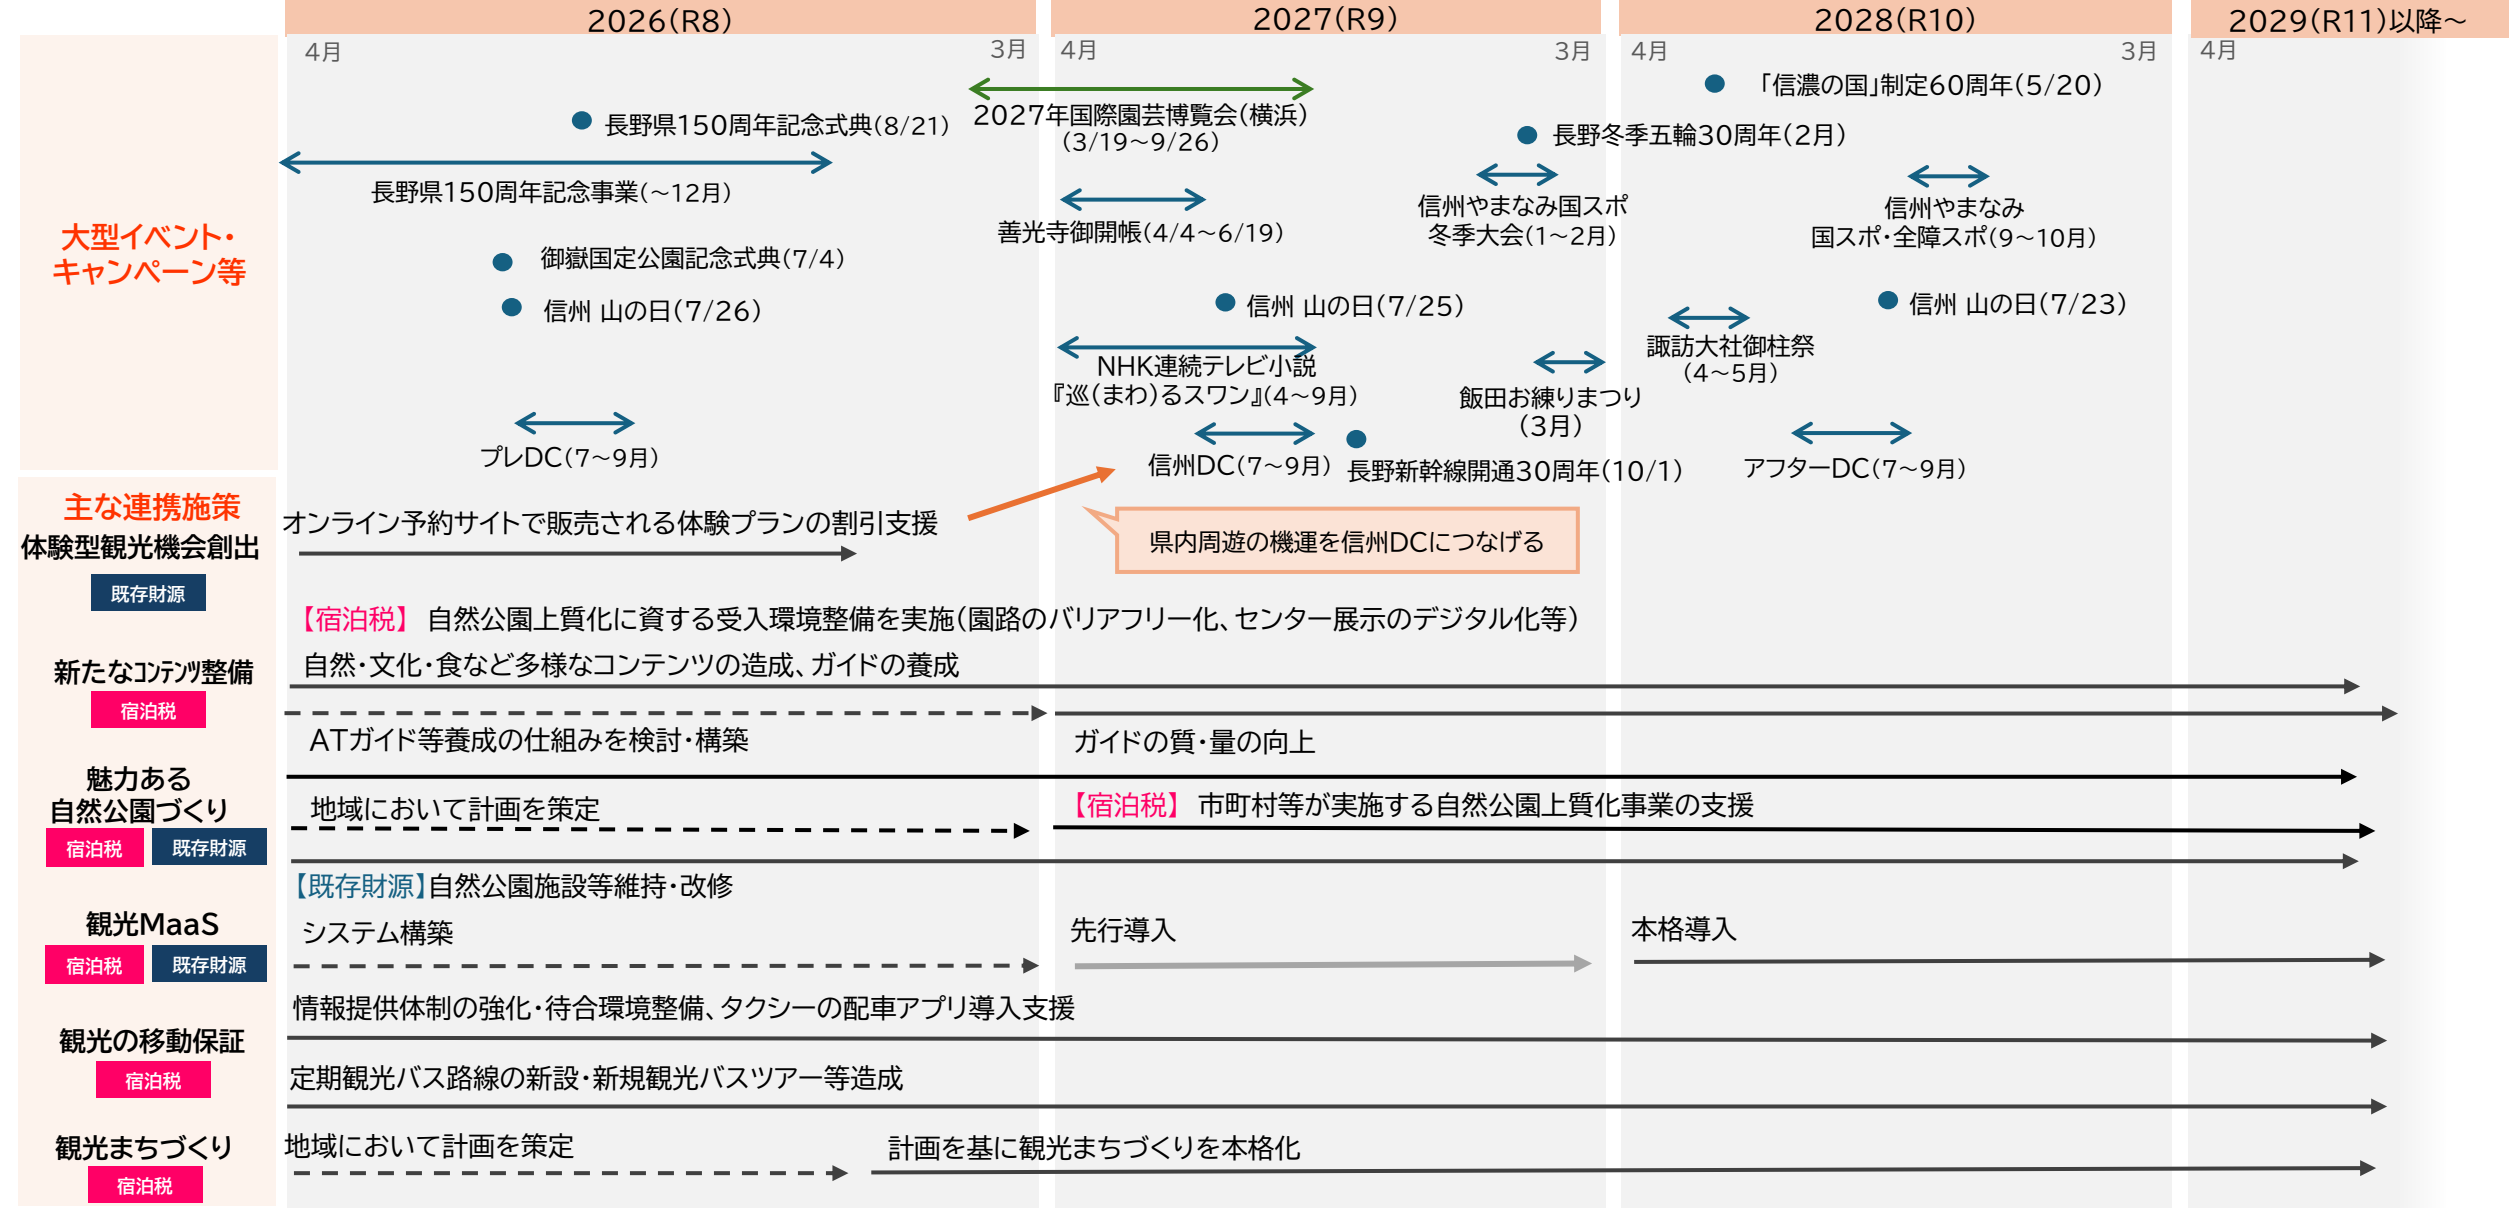 2026(R8)
2027(R9)
2028(R10)
2029(R11)以降~
4月
3月
4月
3月
4月
3月
4月
大型イベント・
キャンペーン等
長野県150周年記念式典(8/21)
長野県150周年記念事業(~12月)
御嶽国定公園記念式典(7/4)
信州 山の日(7/26)
プレDC(7~9月)
2027年国際園芸博覧会(横浜)
(3/19~9/26)
善光寺御開帳(4/4~6/19)
信州 山の日(7/25)
NHK連続テレビ小説
『巡(まわ)るスワン』(4~9月)
信州DC(7~9月)
長野新幹線開通30周年(10/1)
長野冬季五輪30周年(2月)
信州やまなみ国スポ
冬季大会(1~2月)
飯田お練りまつり
(3月)
「信濃の国」制定60周年(5/20)
信州やまなみ
国スポ・全障スポ(9~10月)
信州 山の日(7/23)
諏訪大社御柱祭
(4~5月)
アフターDC(7~9月)
主な連携施策
体験型観光機会創出
既存財源
オンライン予約サイトで販売される体験プランの割引支援
県内周遊の機運を信州DCにつなげる
【宿泊税】 自然公園上質化に資する受入環境整備を実施(園路のバリアフリー化、センター展示のデジタル化等)
新たなコンテンツ整備
宿泊税
自然・文化・食など多様なコンテンツの造成、ガイドの養成
ATガイド等養成の仕組みを検討・構築
ガイドの質・量の向上
魅力ある
自然公園づくり
宿泊税
既存財源
地域において計画を策定
【宿泊税】 市町村等が実施する自然公園上質化事業の支援
【既存財源】自然公園施設等維持・改修
観光MaaS
宿泊税
既存財源
システム構築
先行導入
本格導入
観光の移動保証
宿泊税
情報提供体制の強化・待合環境整備、タクシーの配車アプリ導入支援
定期観光バス路線の新設・新規観光バスツアー等造成
観光まちづくり
宿泊税
地域において計画を策定
計画を基に観光まちづくりを本格化